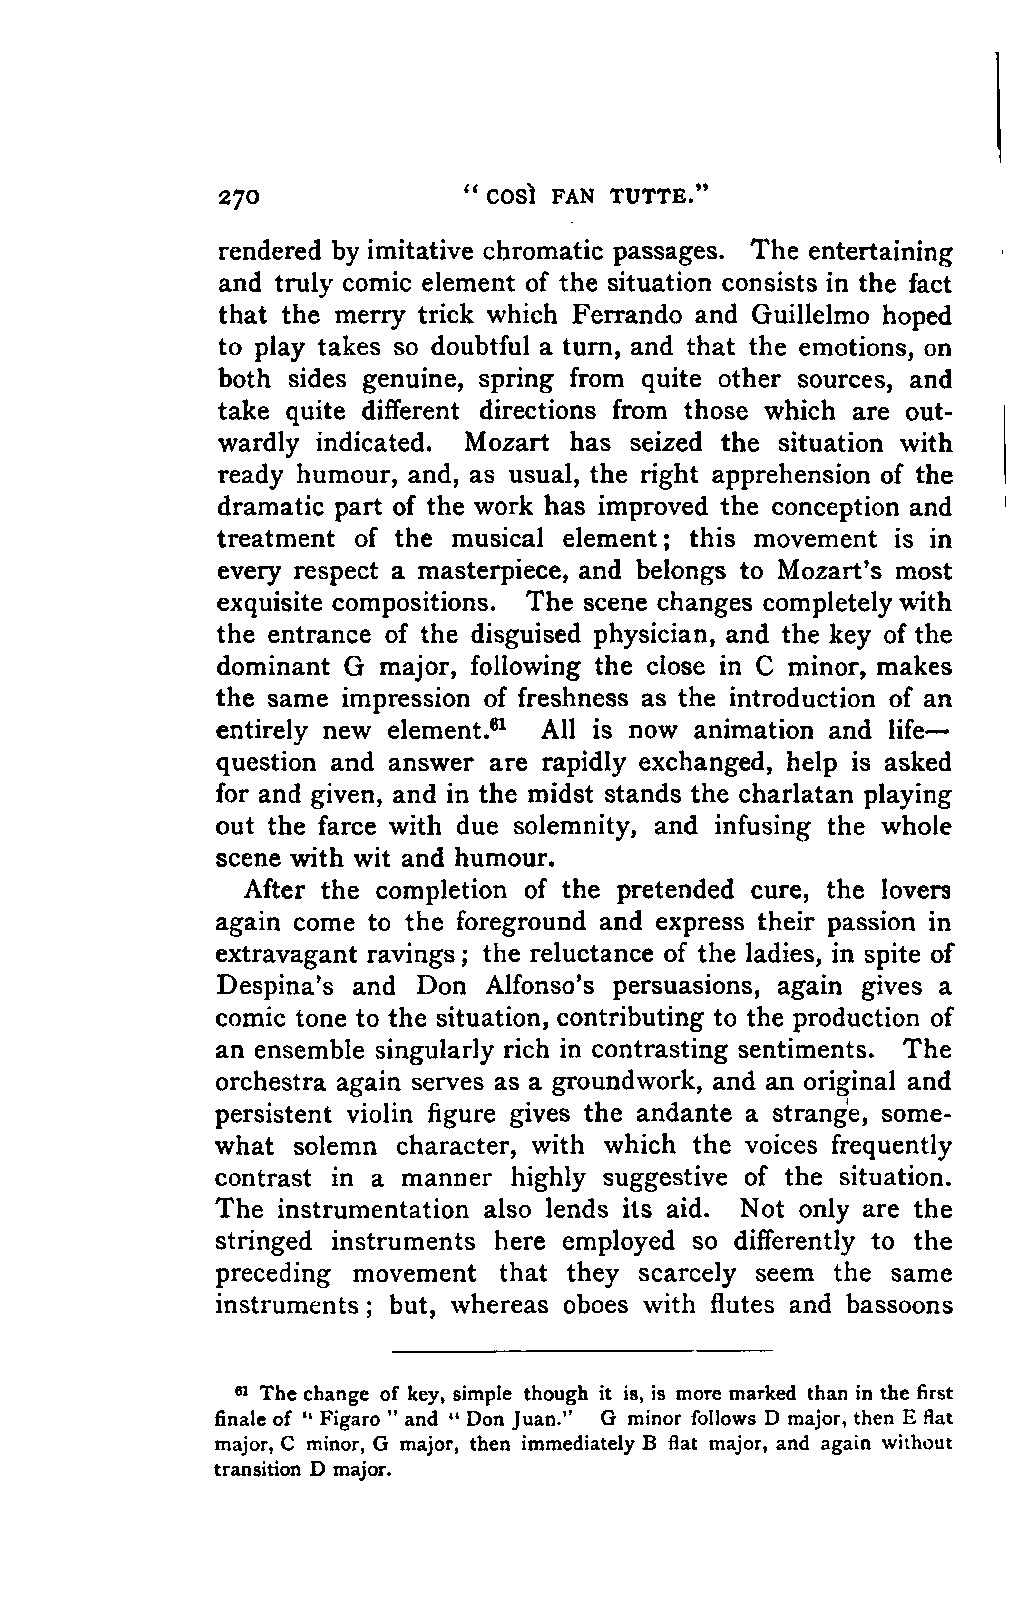 270 “ COSÌ FAN TUTTE.”
rendered by imitative chromatic passages. The entertaining
and truly comic element of the situation consists in the fact
that the merry trick which Ferrando and Guillelmo hoped
to play takes so doubtful a turn, and that the emotions, on
both sides genuine, spring from quite other sources, and
take quite different directions from those which are out-
wardly indicated. Mozart has seized the situation with
ready humour, and, as usual, the right apprehension of the
dramatic part of the work has improved the conception and
treatment of the musical element; this movement is in
every respect a masterpiece, and belongs to Mozart’s most
exquisite compositions. The scene changes completely with
the entrance of the disguised physician, and the key of the
dominant G major, following the close in C minor, makes
the same impression of freshness as the introduction of an
entirely new element.⁶¹ All is now animation and life—
question and answer are rapidly exchanged, help is asked
for and given, and in the midst stands the charlatan playing
out the farce with due solemnity, and infusing the whole
scene with wit and humour.
After the completion of the pretended cure, the lovers
again come to the foreground and express their passion in
extravagant ravings; the reluctance of the ladies, in spite of
Despina’s and Don Alfonso’s persuasions, again gives a
comic tone to the situation, contributing to the production of
an ensemble singularly rich in contrasting sentiments. The
orchestra again serves as a groundwork, and an original and
persistent violin figure gives the andante a strange, some-
what solemn character, with which the voices frequently
contrast in a manner highly suggestive of the situation.
The instrumentation also lends its aid. Not only are the
stringed instruments here employed so differently to the
preceding movement that they scarcely seem the same
instruments; but, whereas oboes with flutes and bassoons
⁶¹ The change of key, simple though it is, is more marked than in the first
finale of “ Figaro ” and “ Don Juan.” G minor follows D major, then E flat
major, C minor, G major, then immediately B flat major, and again without
transition D major.